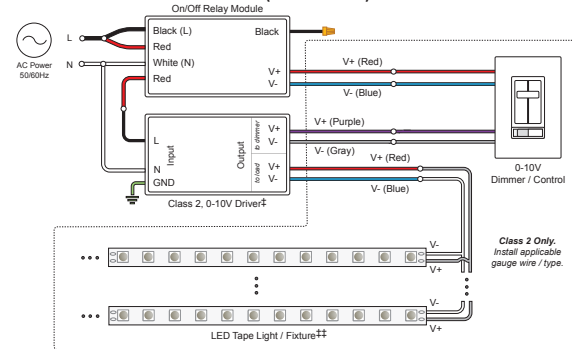 On/Off Relay Module
Black (L)
Black
Red
White (N)
Red
V+
V-
L
N
AC Power
50/60Hz
V+ (Red)
V- (Blue)
L
N
GND
Input
Output
to dimmer
to load
V+
V-
V+
V-
Class 2, 0-10V Driver‡
V+ (Purple)
V- (Gray)
V+ (Red)
V- (Blue)
0-10V
Dimmer / Control
Class 2 Only.
Install applicable
gauge wire / type.
V-
V+
V-
V+
LED Tape Light / Fixture‡‡